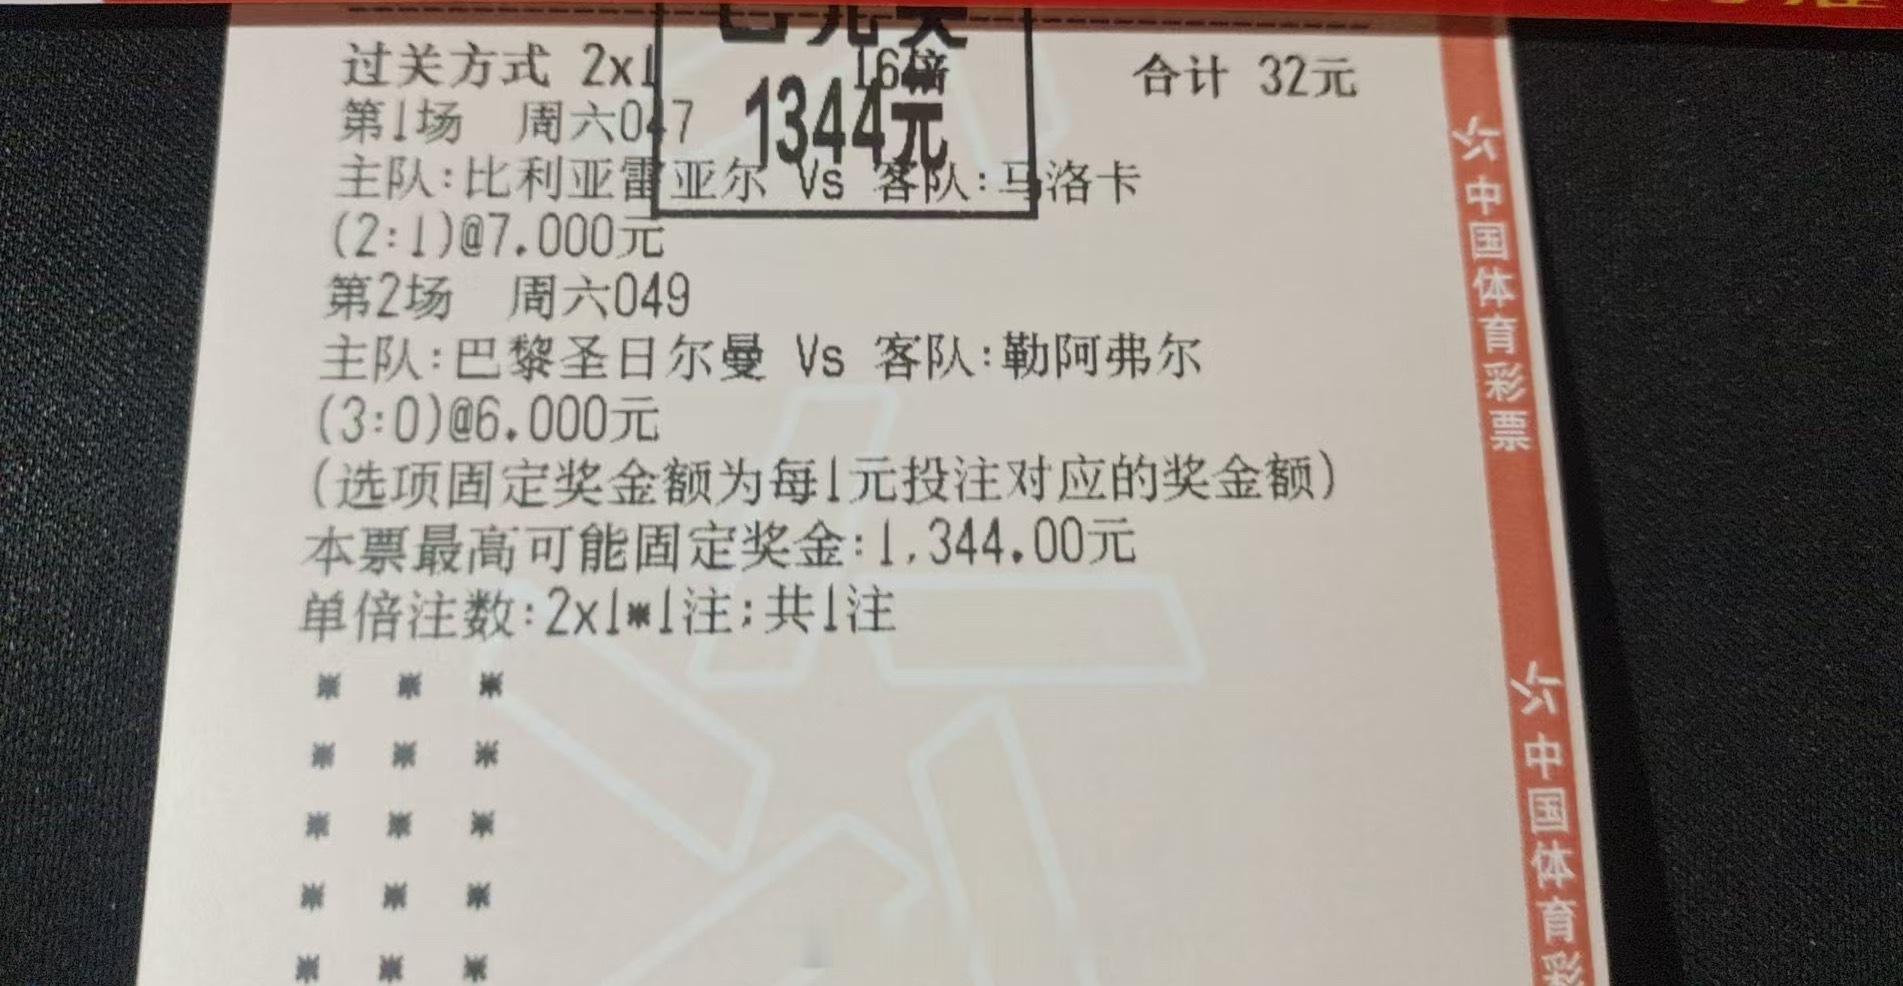 已兑奖
1344元
过关方式 2x1 16倍 合计 32元
第1场 周六047
主队:比利亚雷亚尔 Vs 客队:马洛卡
(2:1)@7.000元
第2场 周六049
主队:巴黎圣日尔曼 Vs 客队:勒阿弗尔
(3:0)@6.000元
(选项固定奖金额为每1元投注对应的奖金额)
本票最高可能固定奖金:1,344.00元
单倍注数:2x1*1注;共1注
* * *
* * *
* * *
* * *
* * *
中国体育彩票
中国体育彩